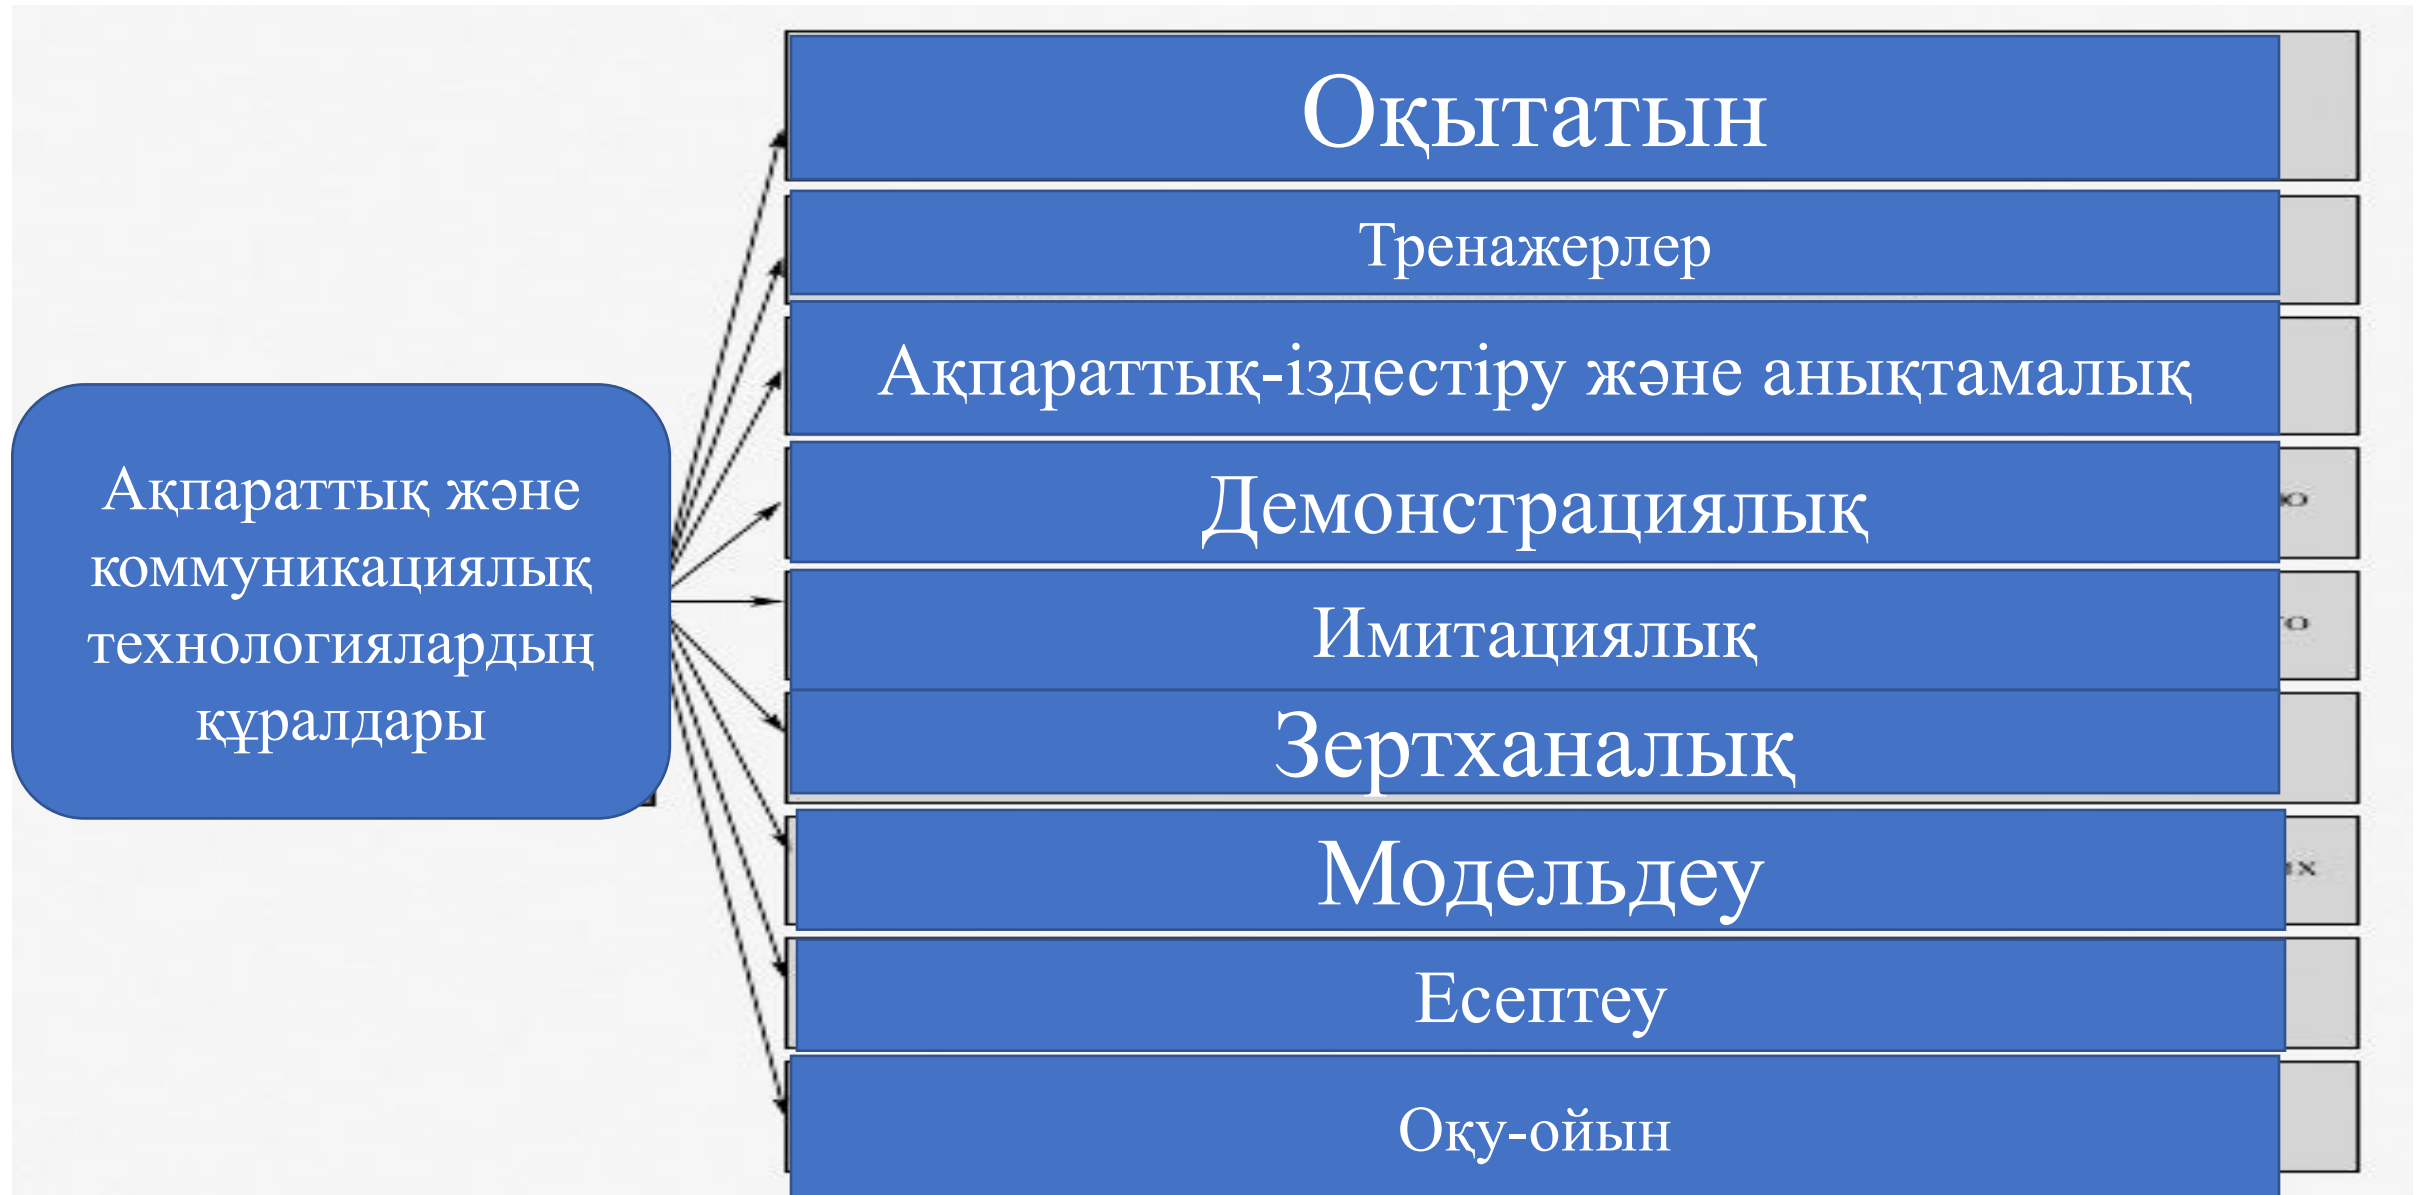 Ақпараттық және
коммуникациялық
технологиялардың
құралдары
Оқытатын
Тренажерлер
Ақпараттық-іздестіру және анықтамалық
Демонстрациялық
Имитациялық
Зертханалық
Модельдеу
Есептеу
Оқу-ойын